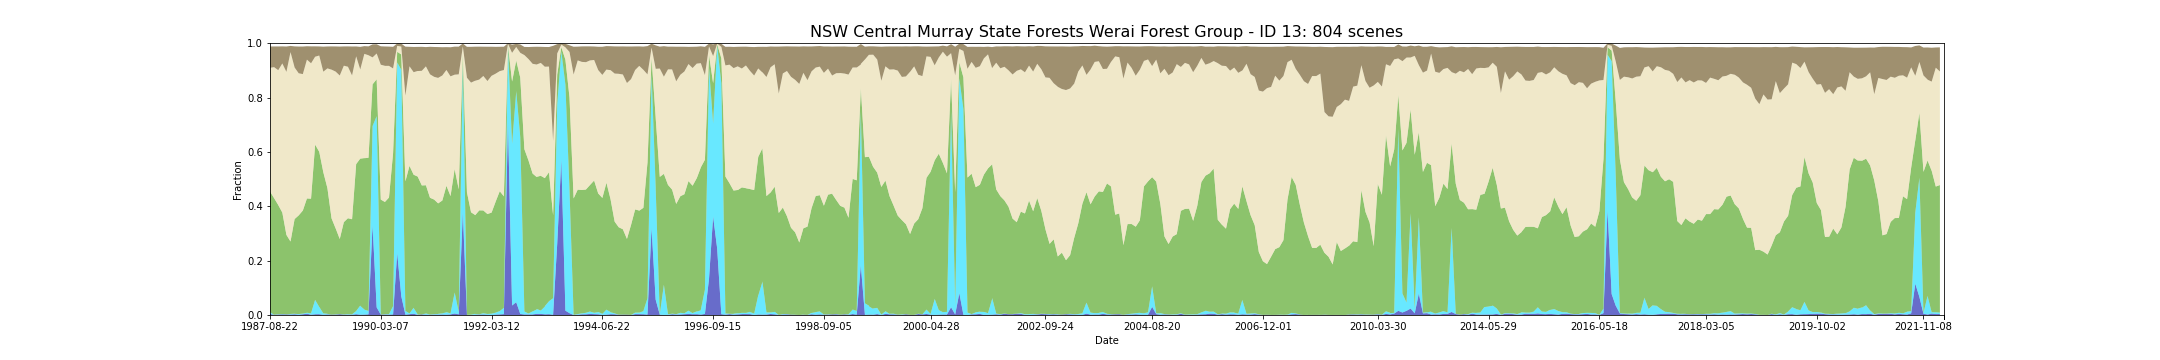 NSW Central Murray State Forests Werai Forest Group - ID 13: 804 scenes
1.0
0.8
0.6
0.4
0.2
0.0
Fraction
1987-08-22 1990-03-07 1992-03-12 1994-06-22 1996-09-15 1998-09-05 2000-04-28 2002-09-24 2004-08-20 2006-12-01 2010-03-30 2014-05-29 2016-05-18 2018-03-05 2019-10-02 2021-11-08
Date